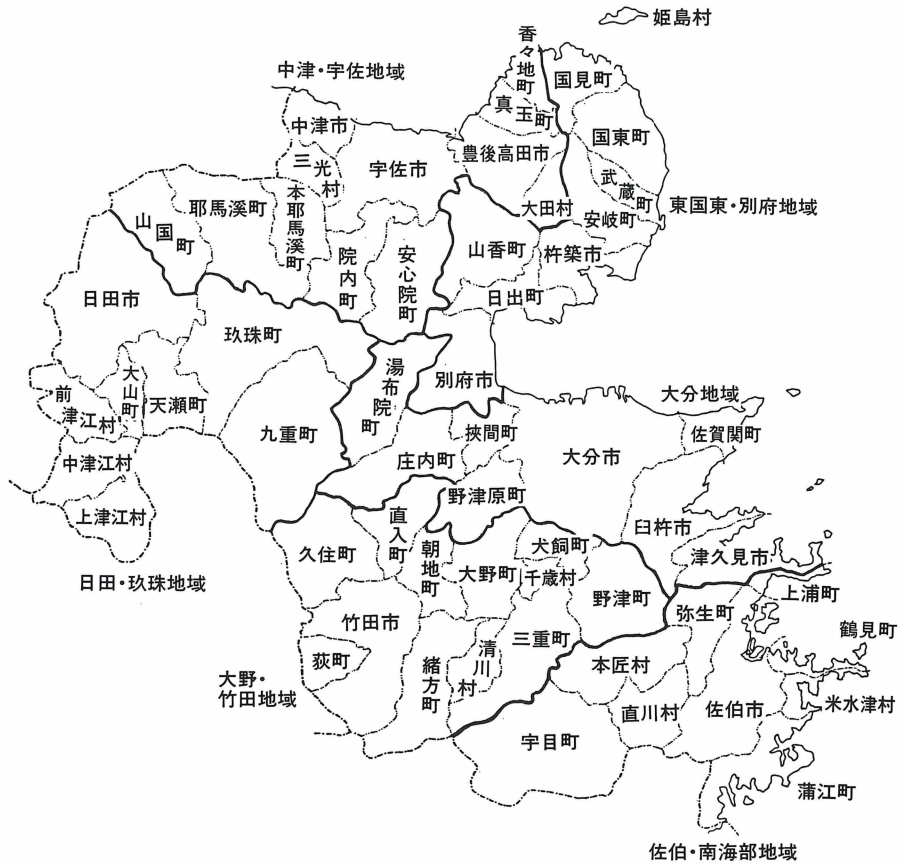 姫島村
香々地町
国見町
中津・宇佐地域
真玉町
中津市
国東町
豊後高田市
三光村
宇佐市
武蔵町
大田村
東国東・別府地域
耶馬溪町
本耶馬溪町
安岐町
山国町
山香町
杵築市
院内町
安心院町
日田市
日出町
玖珠町
湯布院町
別府市
大山町
前津江村
天瀬町
大分地域
九重町
挾間町
佐賀関町
大分市
中津江村
庄内町
野津原町
上津江村
直入町
臼杵市
犬飼町
久住町
朝地町
津久見市
大野町
千歳村
日田・玖珠地域
野津町
上浦町
弥生町
竹田市
三重町
鶴見町
清川村
荻町
緒方町
本匠村
大野・
竹田地域
直川村
佐伯市
米水津村
宇目町
蒲江町
佐伯・南海部地域